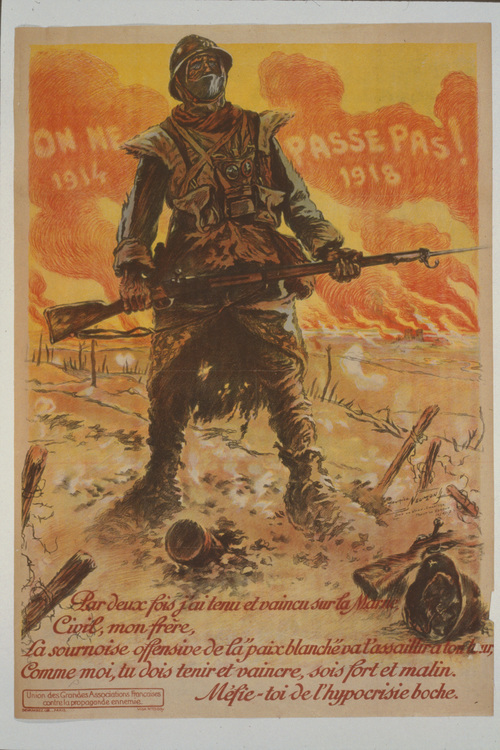 ON NE PASSE PAS!
1914 1918
Par deux fois j'ai tenu et vaincu sur la Marne,
Civil, mon frère,
La sournoise offensive de la "paix blanche" va t'assaillir à ton tour,
Comme moi, tu dois tenir et vaincre, sois fort et malin.
Méfie-toi de l'hypocrisie boche.
Union des Grandes Associations Françaises
contre la propagande ennemie.